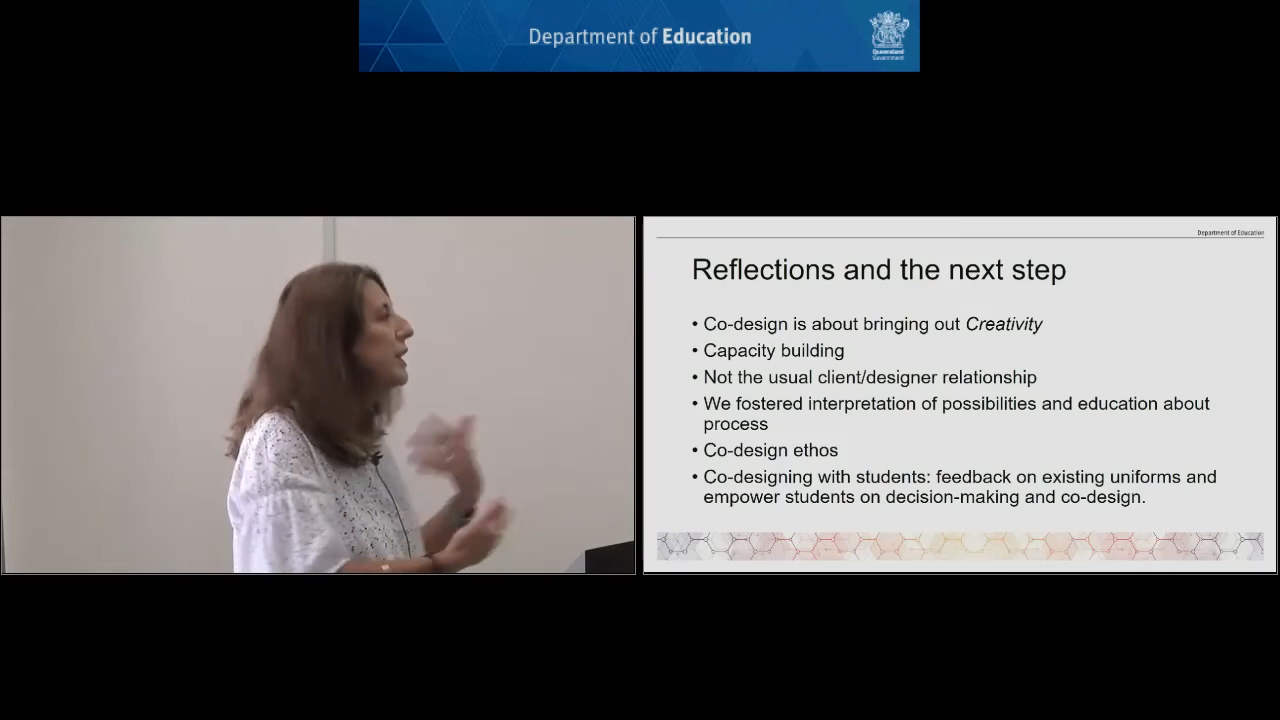 Department of Education
Queensland
Government
Department of Education
Reflections and the next step
• Co-design is about bringing out Creativity
• Capacity building
• Not the usual client/designer relationship
• We fostered interpretation of possibilities and education about
process
• Co-design ethos
• Co-designing with students: feedback on existing uniforms and
empower students on decision-making and co-design.